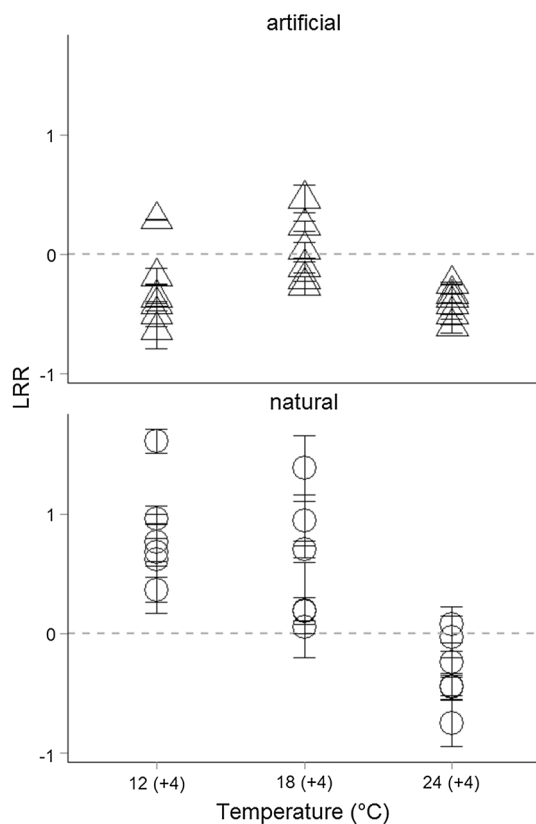 artificial
1
0
-1
LRR
natural
1
0
-1
12 (+4) 18 (+4) 24 (+4)
Temperature (°C)